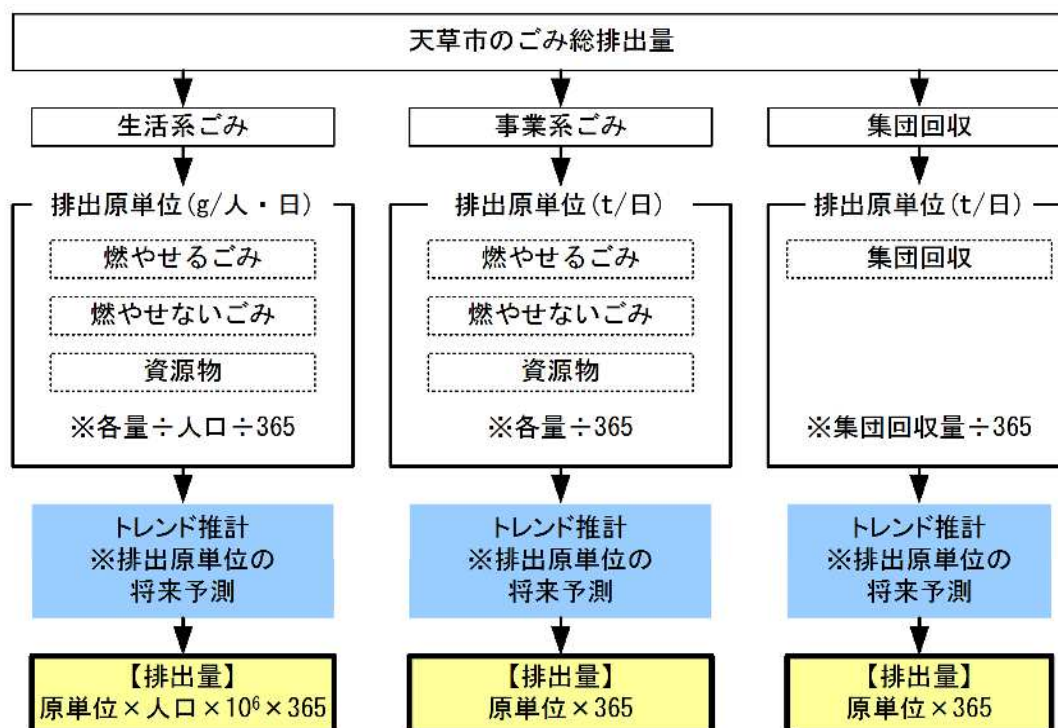 天草市のごみ総排出量
生活系ごみ
事業系ごみ
集団回収
排出原単位(g/人・日)
燃やせるごみ
燃やせないごみ
資源物
※各量÷人口÷365
排出原単位(t/日)
燃やせるごみ
燃やせないごみ
資源物
※各量÷365
排出原単位(t/日)
集団回収
※集団回収量÷365
トレンド推計
※排出原単位の
将来予測
トレンド推計
※排出原単位の
将来予測
トレンド推計
※排出原単位の
将来予測
【排出量】
原単位×人口×10⁶×365
【排出量】
原単位×365
【排出量】
原単位×365